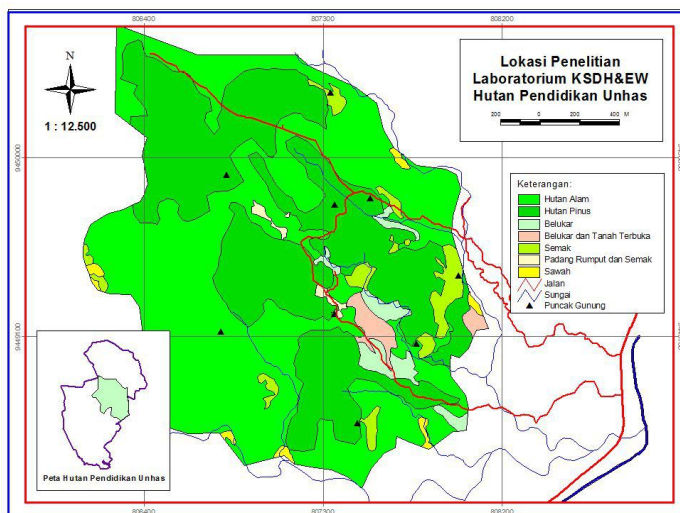 806400 807300 808200
N
1 : 12.500
Lokasi Penelitian
Laboratorium KSDH&EW
Hutan Pendidikan Unhas
200 0 200 400 M
9450000
Keterangan:
Hutan Alam
Hutan Pinus
Belukar
Belukar dan Tanah Terbuka
Semak
Padang Rumput dan Semak
Sawah
Jalan
Sungai
Puncak Gunung
9449100
Peta Hutan Pendidikan Unhas
806400 807300 808200